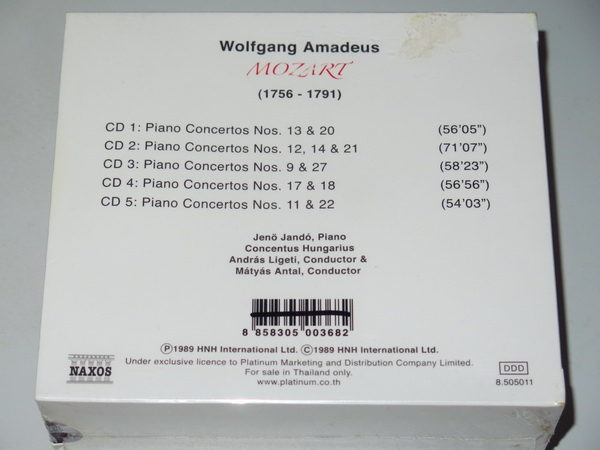 Wolfgang Amadeus
MOZART
(1756 - 1791)
CD 1: Piano Concertos Nos. 13 & 20 (56'05")
CD 2: Piano Concertos Nos. 12, 14 & 21 (71'07")
CD 3: Piano Concertos Nos. 9 & 27 (58'23")
CD 4: Piano Concertos Nos. 17 & 18 (56'56")
CD 5: Piano Concertos Nos. 11 & 22 (54'03")
Jenö Jandó, Piano
Concentus Hungarius
András Ligeti, Conductor &
Mátyás Antal, Conductor
8 858305 003682
Ⓟ1989 HNH International Ltd. Ⓒ1989 HNH International Ltd.
Under exclusive licence to Platinum Marketing and Distribution Company Limited.
For sale in Thailand only.
www.platinum.co.th
NAXOS
DDD
8.505011